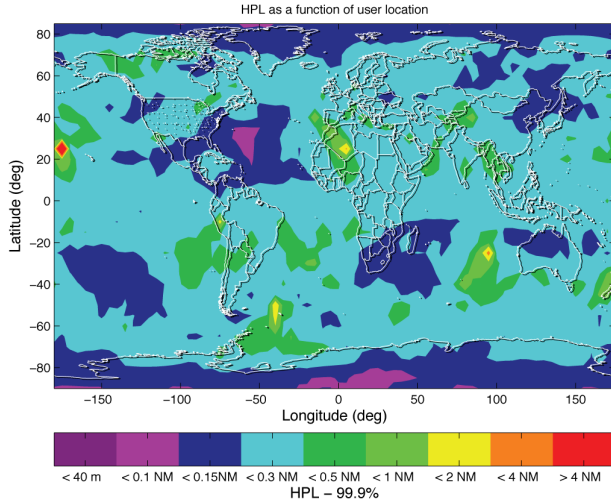 HPL as a function of user location
Latitude (deg)
80
60
40
20
0
−20
−40
−60
−80
−150
−100
−50
0
50
100
150
Longitude (deg)
< 40 m
< 0.1 NM
< 0.15NM
< 0.3 NM
< 0.5 NM
< 1 NM
< 2 NM
< 4 NM
> 4 NM
HPL − 99.9%